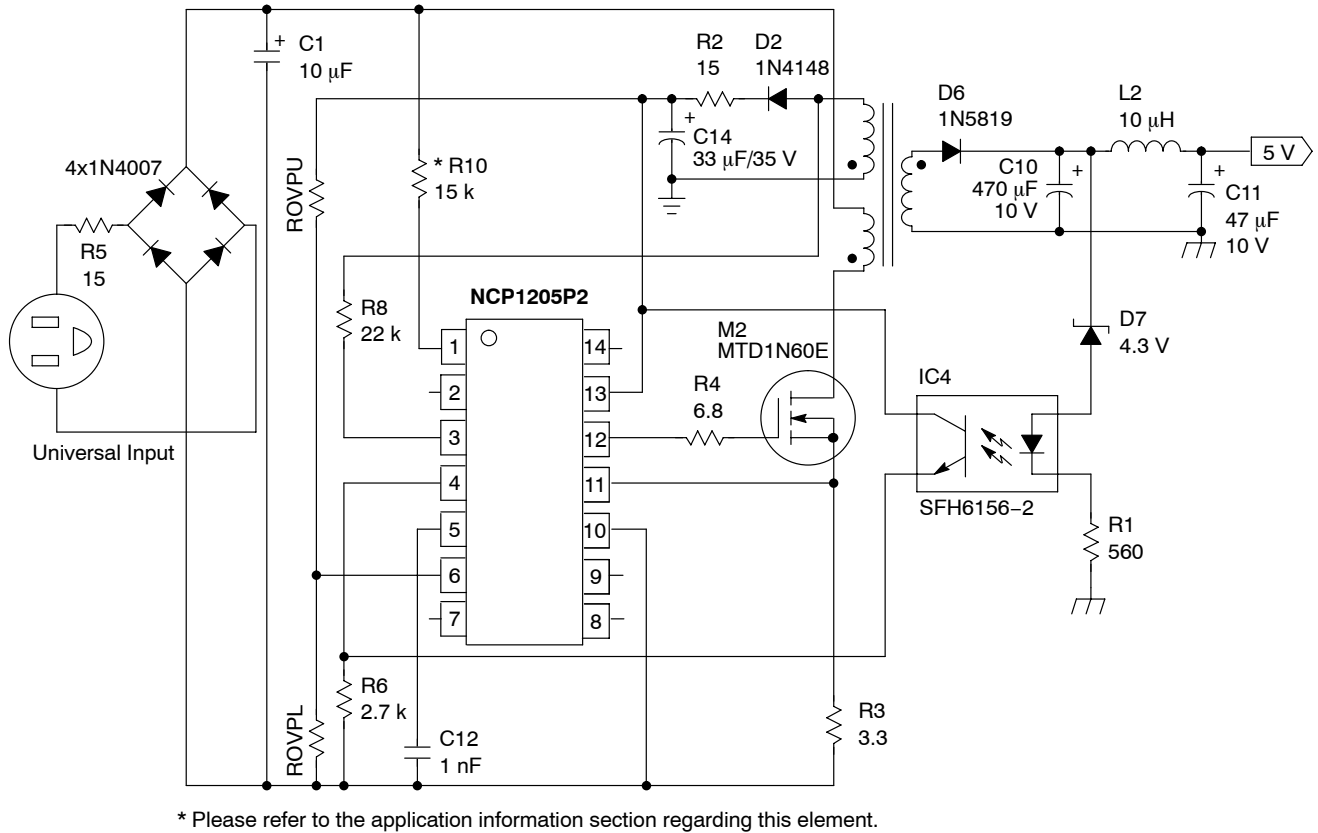 C1
10 µF
R2
15
D2
1N4148
+
+
C14
33 µF/35 V
D6
1N5819
L2
10 µH
5 V
C10
470 µF
10 V
+
+
C11
47 µF
10 V
4x1N4007
R5
15
ROVPU
* R10
15 k
R8
22 k
NCP1205P2
1
2
3
4
5
6
7
14
13
12
11
10
9
8
M2
MTD1N60E
R4
6.8
D7
4.3 V
IC4
SFH6156−2
R1
560
Universal Input
R6
2.7 k
ROVPL
C12
1 nF
R3
3.3
* Please refer to the application information section regarding this element.